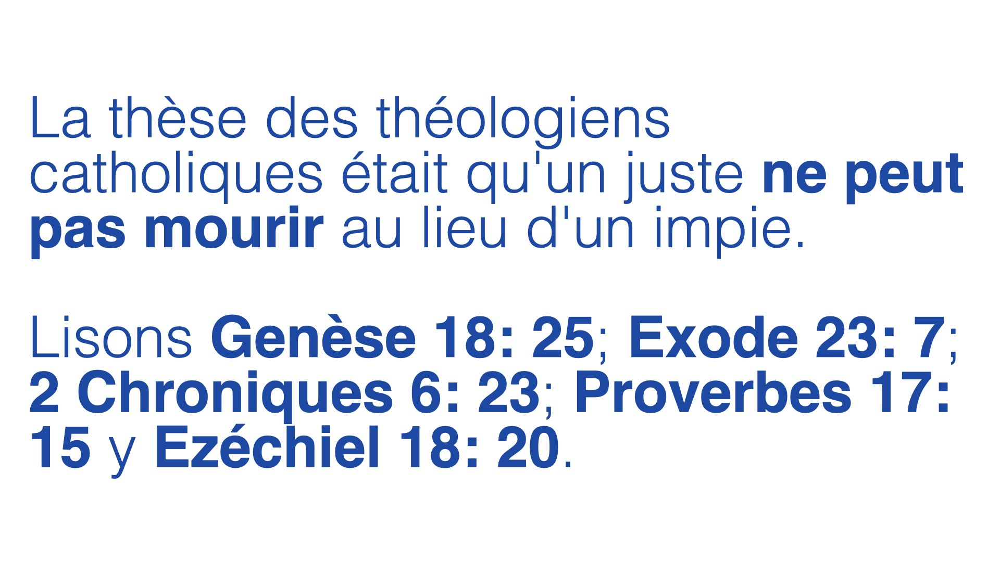 La thèse des théologiens
catholiques était qu'un juste ne peut
pas mourir au lieu d'un impie.
Lisons Genèse 18: 25; Exode 23: 7;
2 Chroniques 6: 23; Proverbes 17:
15 y Ezéchiel 18: 20.